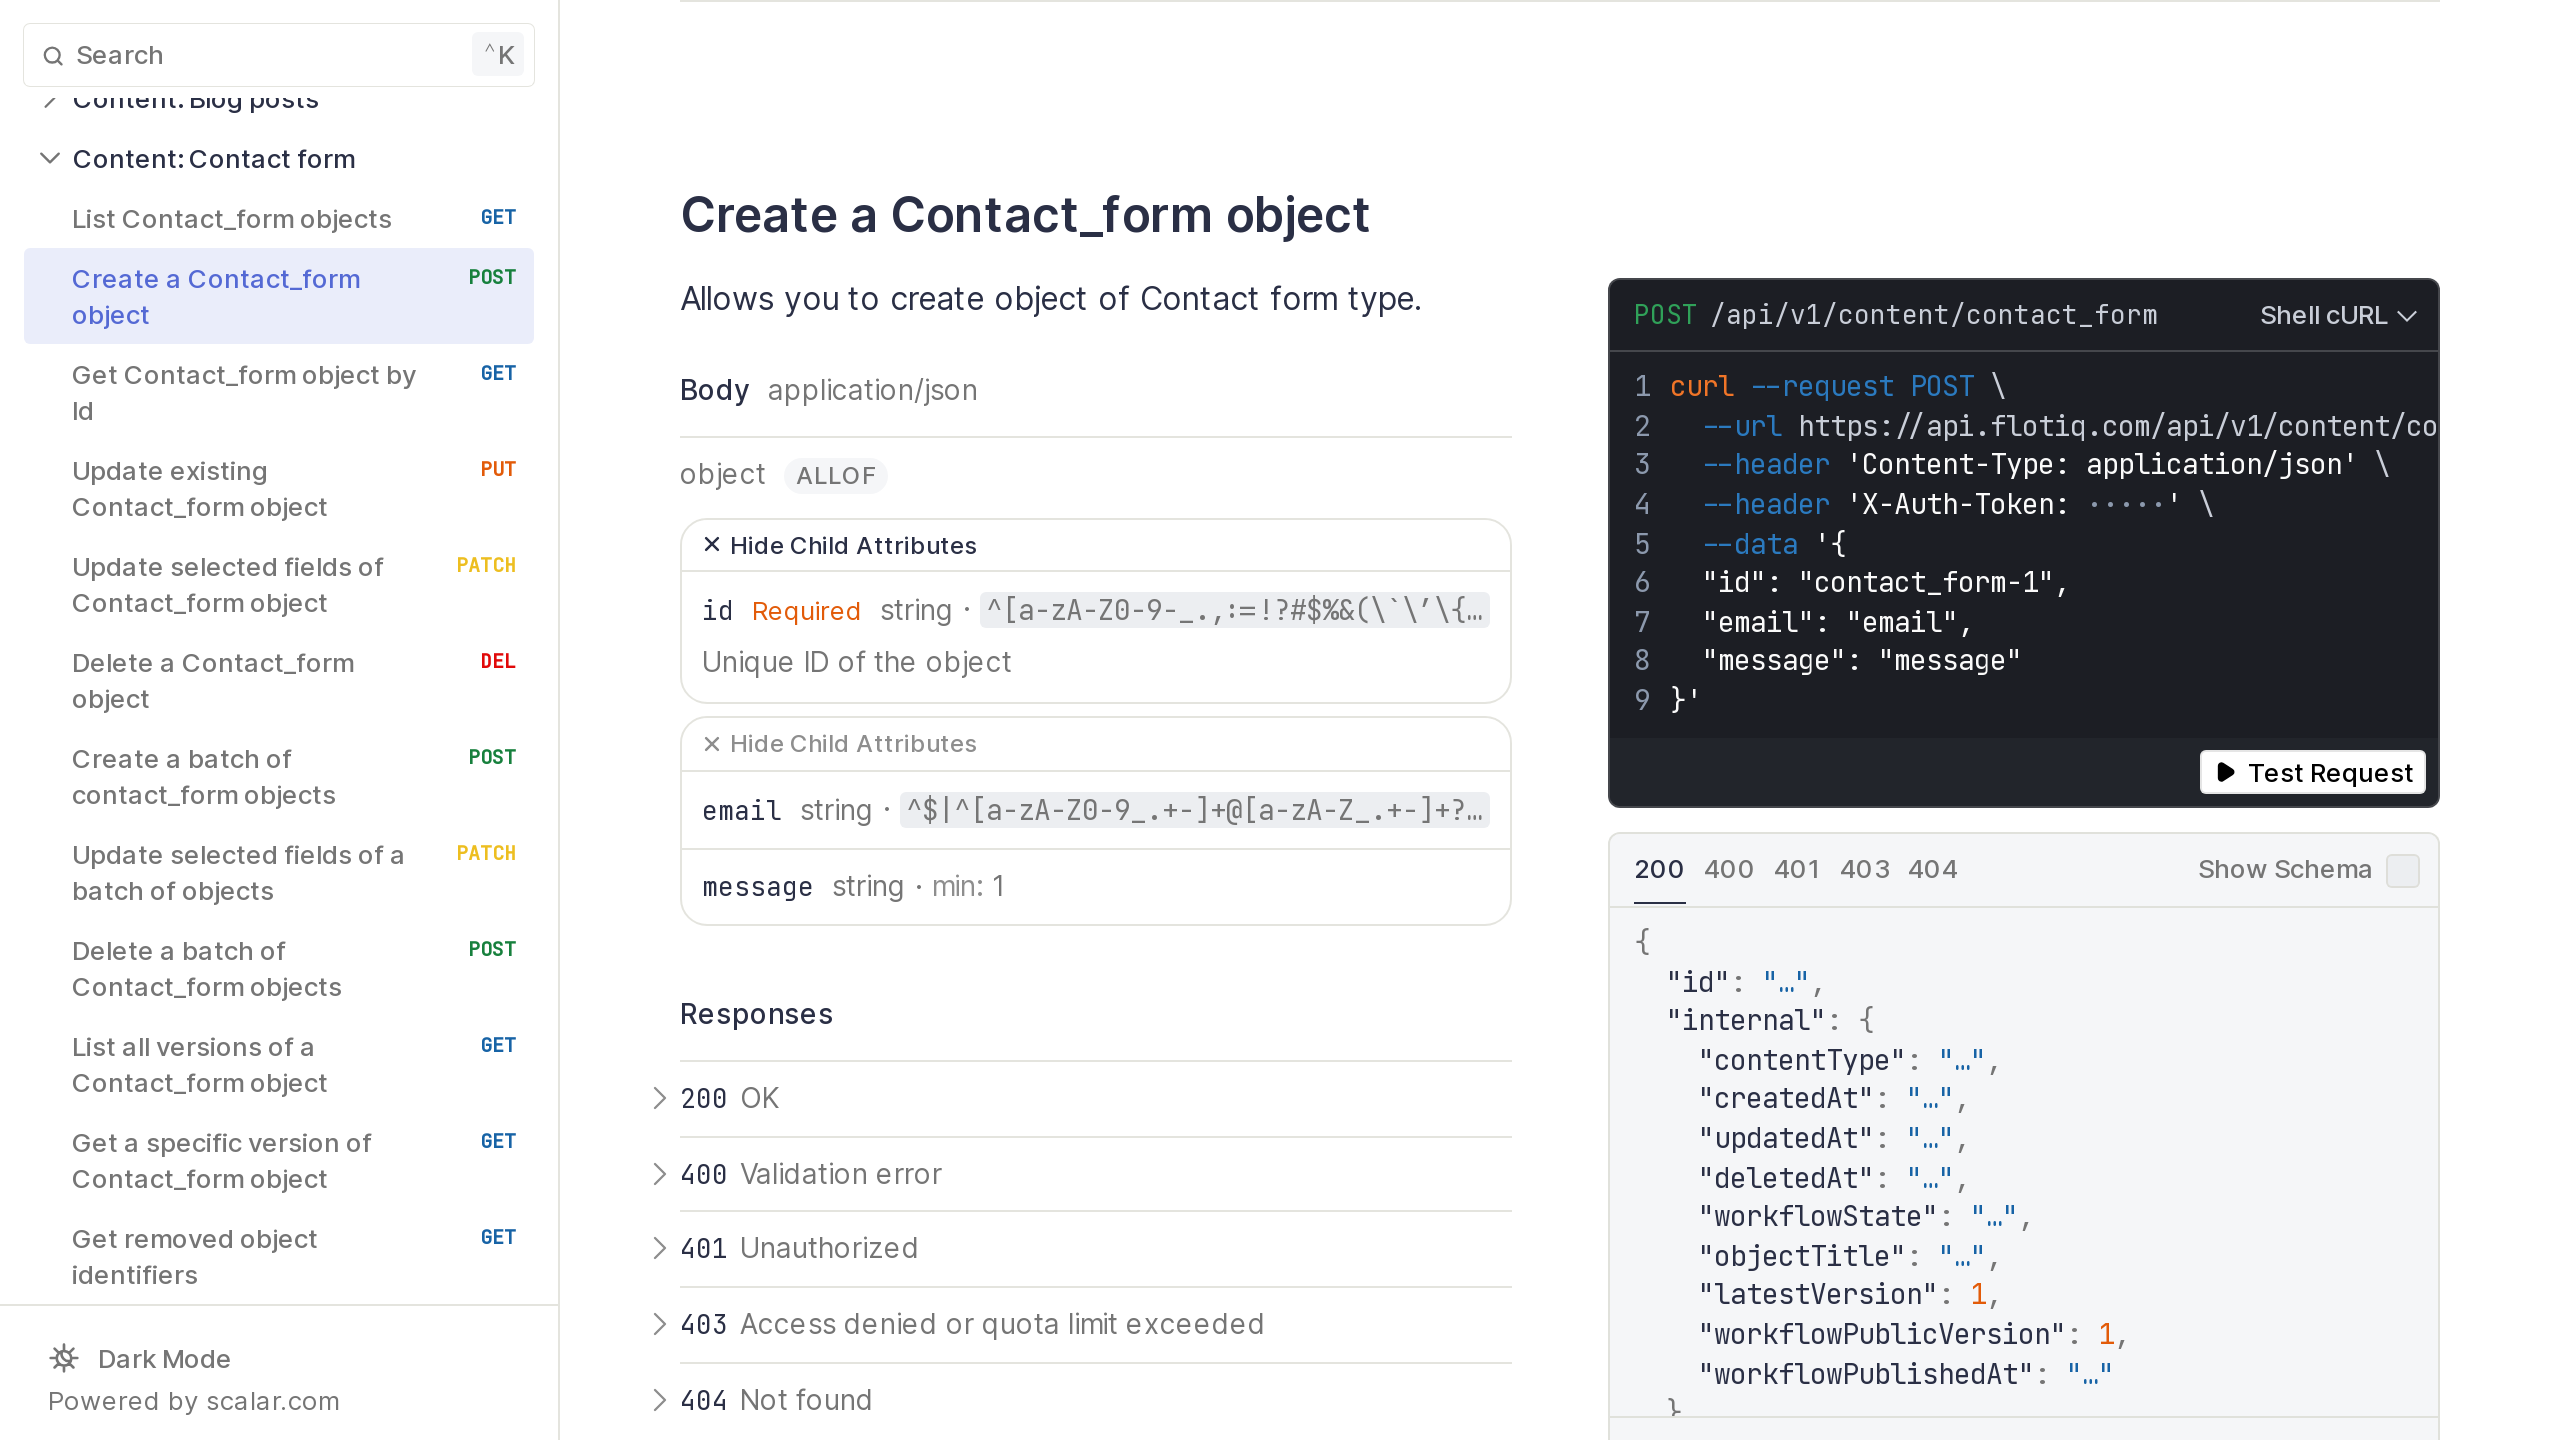 Search
^K
Content: Blog posts
Content: Contact form
List Contact_form objects GET
Create a Contact_form POST
object
Get Contact_form object by GET
Id
Update existing PUT
Contact_form object
Update selected fields of PATCH
Contact_form object
Delete a Contact_form DEL
object
Create a batch of POST
contact_form objects
Update selected fields of a PATCH
batch of objects
Delete a batch of POST
Contact_form objects
List all versions of a GET
Contact_form object
Get a specific version of GET
Contact_form object
Get removed object GET
identifiers
Dark Mode
Powered by scalar.com
Create a Contact_form object
Allows you to create object of Contact form type.
Body application/json
object ALLOF
Hide Child Attributes
id Required string · ^[a-zA-Z0-9-_.,:=!?#$%&(\`\’\{…
Unique ID of the object
Hide Child Attributes
email string · ^$|^[a-zA-Z0-9_.+-]+@[a-zA-Z_.+-]+?…
message string · min: 1
Responses
200 OK
400 Validation error
401 Unauthorized
403 Access denied or quota limit exceeded
404 Not found
POST /api/v1/content/contact_form Shell cURL
1 curl --request POST \
2 --url https://api.flotiq.com/api/v1/content/co
3 --header 'Content-Type: application/json' \
4 --header 'X-Auth-Token: ·····' \
5 --data '{
6 "id": "contact_form-1",
7 "email": "email",
8 "message": "message"
9 }'
Test Request
200 400 401 403 404 Show Schema
{
"id": "…",
"internal": {
"contentType": "…",
"createdAt": "…",
"updatedAt": "…",
"deletedAt": "…",
"workflowState": "…",
"objectTitle": "…",
"latestVersion": 1,
"workflowPublicVersion": 1,
"workflowPublishedAt": "…"
}